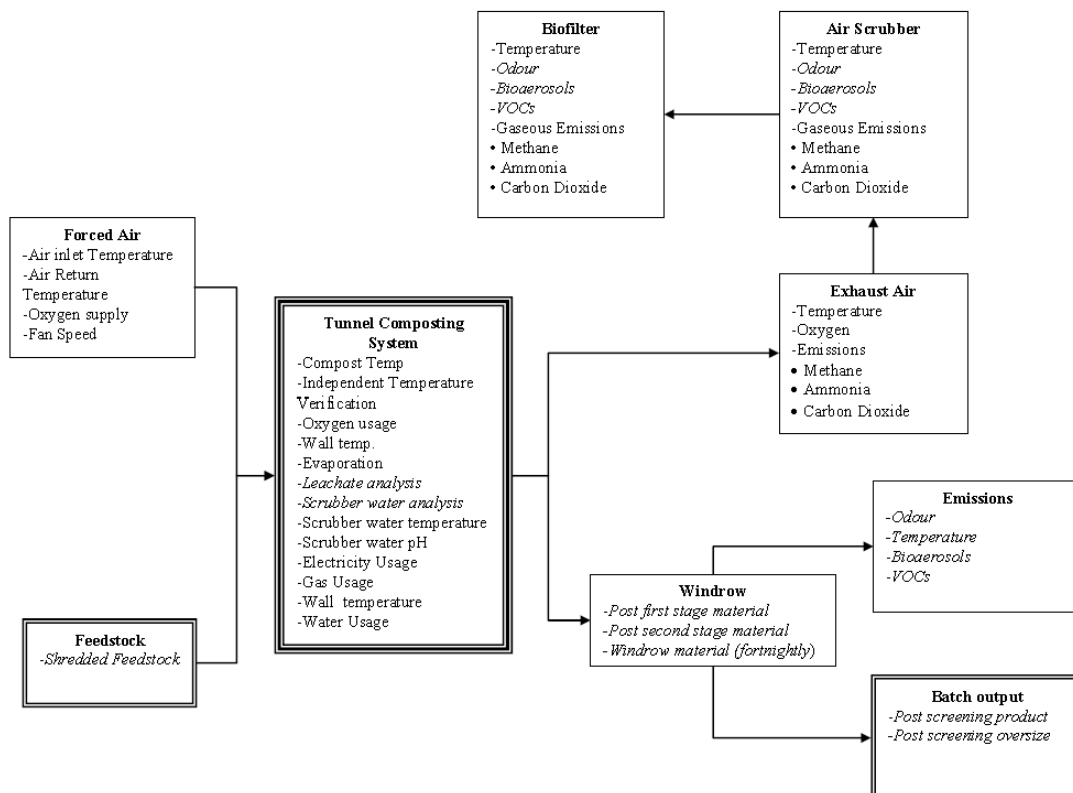 Biofilter
-Temperature
-Odour
-Bioaerosols
-VOCs
-Gaseous Emissions
• Methane
• Ammonia
• Carbon Dioxide
Air Scrubber
-Temperature
-Odour
-Bioaerosols
-VOCs
-Gaseous Emissions
• Methane
• Ammonia
• Carbon Dioxide
Forced Air
-Air inlet Temperature
-Air Return
Temperature
-Oxygen supply
-Fan Speed
Tunnel Composting
System
-Compost Temp
-Independent Temperature
Verification
-Oxygen usage
-Wall temp.
-Evaporation
-Leachate analysis
-Scrubber water analysis
-Scrubber water temperature
-Scrubber water pH
-Electricity Usage
-Gas Usage
-Wall temperature
-Water Usage
Exhaust Air
-Temperature
-Oxygen
-Emissions
• Methane
• Ammonia
• Carbon Dioxide
Feedstock
-Shredded Feedstock
Windrow
-Post first stage material
-Post second stage material
-Windrow material (fortnightly)
Emissions
-Odour
-Temperature
-Bioaerosols
-VOCs
Batch output
-Post screening product
-Post screening oversize